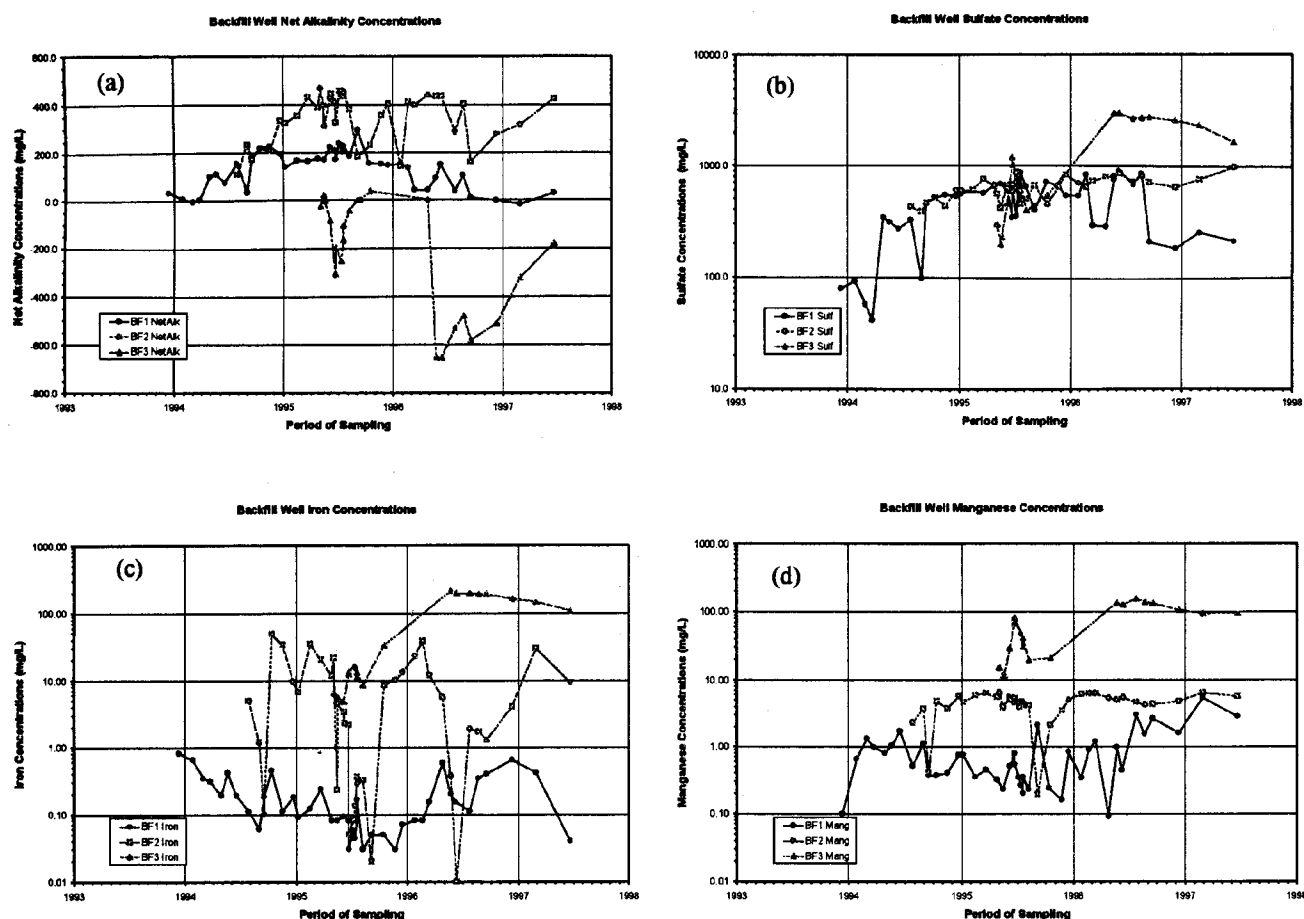 Backfill Well Net Alkalinity Concentrations
(a)
Net Alkalinity Concentrations (mg/L)
600.0
400.0
200.0
0.0
-200.0
-400.0
-600.0
-800.0
BF1 NetAlk
BF2 NetAlk
BF3 NetAlk
1993
1994
1995
1996
1997
1998
Period of Sampling
Backfill Well Sulfate Concentrations
(b)
Sulfate Concentrations (mg/L)
10000.0
1000.0
100.0
10.0
BF1 Sulf
BF2 Sulf
BF3 Sulf
1993
1994
1995
1996
1997
1998
Period of Sampling
Backfill Well Iron Concentrations
(c)
Iron Concentrations (mg/L)
1000.00
100.00
10.00
1.00
0.10
0.01
BF1 Iron
BF2 Iron
BF3 Iron
1993
1994
1995
1996
1997
1998
Period of Sampling
Backfill Well Manganese Concentrations
(d)
Manganese Concentrations (mg/L)
1000.00
100.00
10.00
1.00
0.10
0.01
BF1 Mang
BF2 Mang
BF3 Mang
1993
1994
1995
1996
1997
1998
Period of Sampling